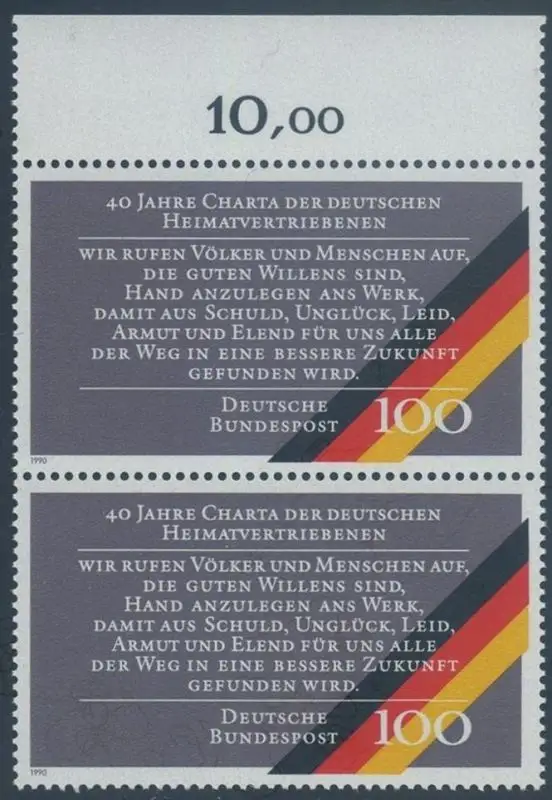 10,00
40 JAHRE CHARTA DER DEUTSCHEN
HEIMATVERTRIEBENEN
WIR RUFEN VÖLKER UND MENSCHEN AUF,
DIE GUTEN WILLENS SIND,
HAND ANZULEGEN ANS WERK,
DAMIT AUS SCHULD, UNGLÜCK, LEID,
ARMUT UND ELEND FÜR UNS ALLE
DER WEG IN EINE BESSERE ZUKUNFT
GEFUNDEN WIRD.
DEUTSCHE
BUNDESPOST 100
1990
40 JAHRE CHARTA DER DEUTSCHEN
HEIMATVERTRIEBENEN
WIR RUFEN VÖLKER UND MENSCHEN AUF,
DIE GUTEN WILLENS SIND,
HAND ANZULEGEN ANS WERK,
DAMIT AUS SCHULD, UNGLÜCK, LEID,
ARMUT UND ELEND FÜR UNS ALLE
DER WEG IN EINE BESSERE ZUKUNFT
GEFUNDEN WIRD.
DEUTSCHE
BUNDESPOST 100
1990